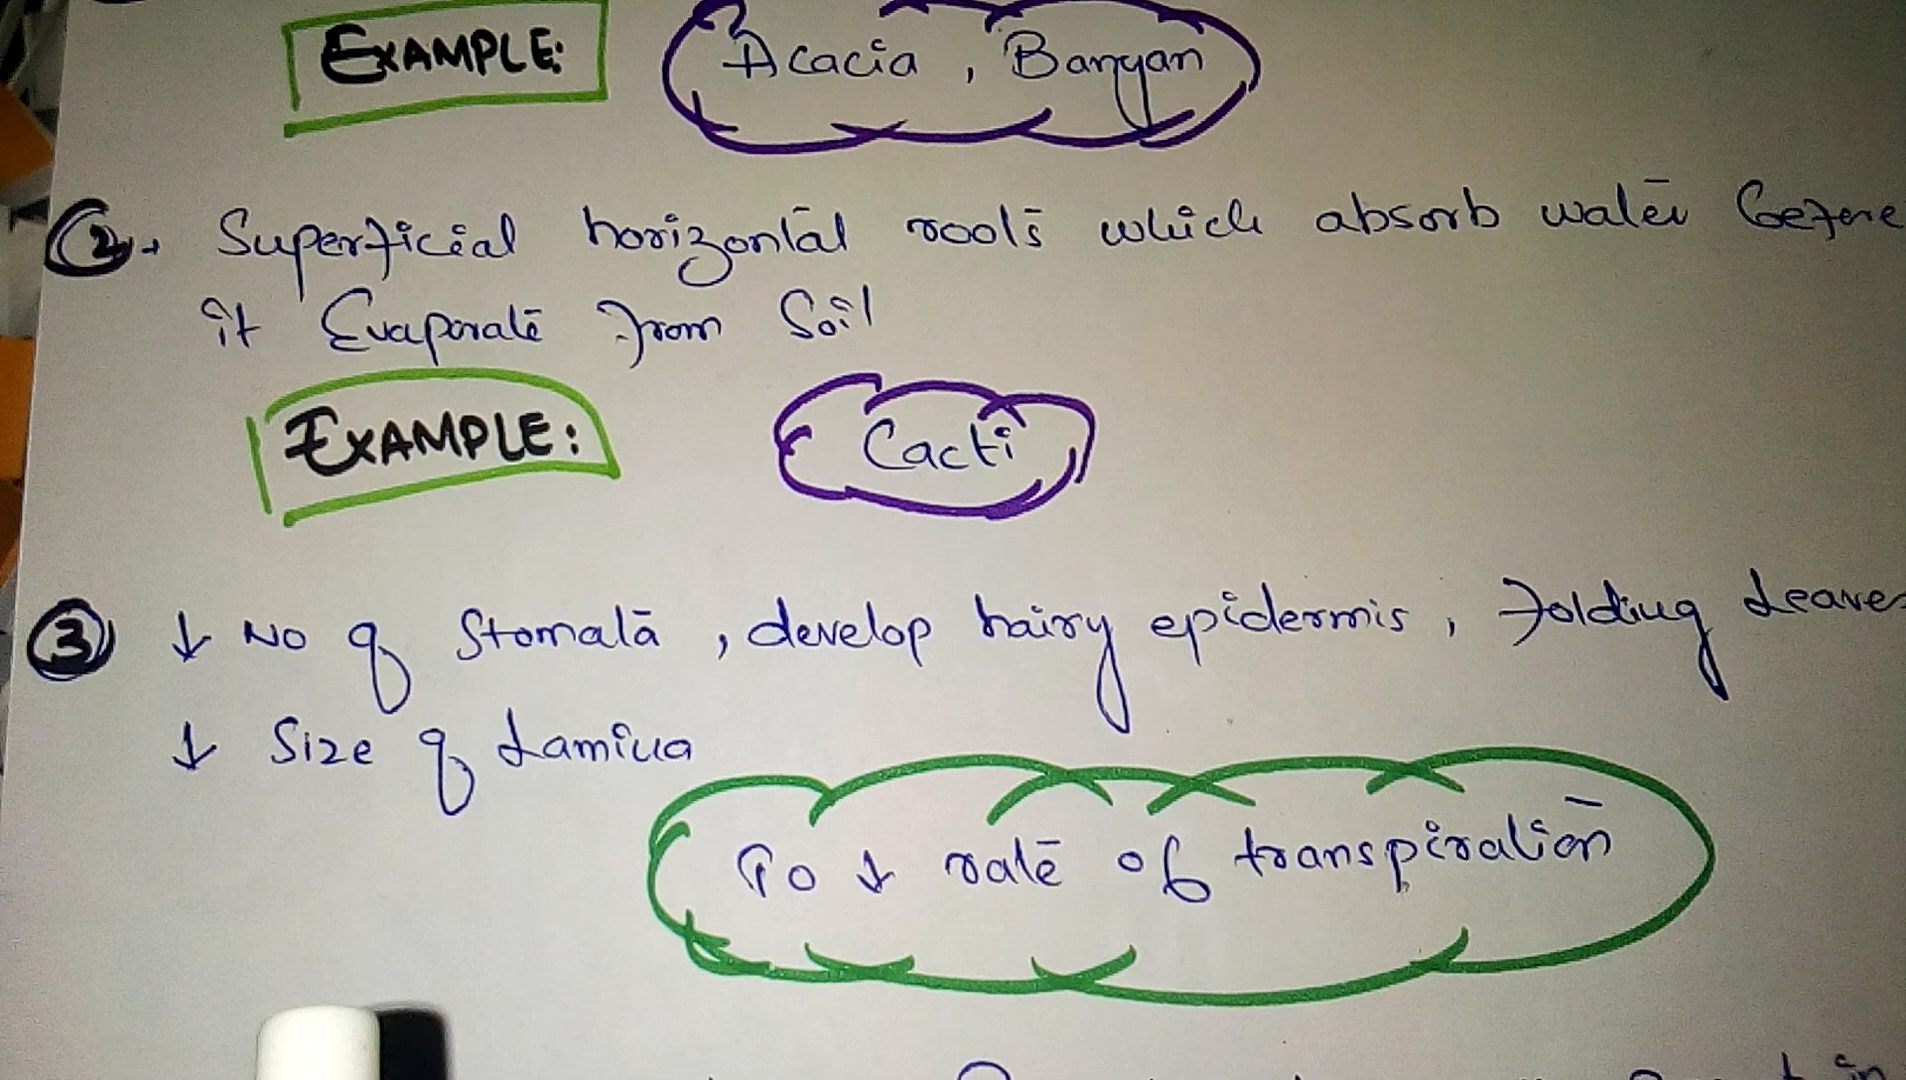 EXAMPLE: Acacia, Banyan
2. Superficial horizontal roots which absorb water before
it Evaporate from Soil
EXAMPLE: Cacti
3 ↓ No of Stomata, develop hairy epidermis, folding Leaves
↓ Size of Lamina
To ↓ rate of transpiration